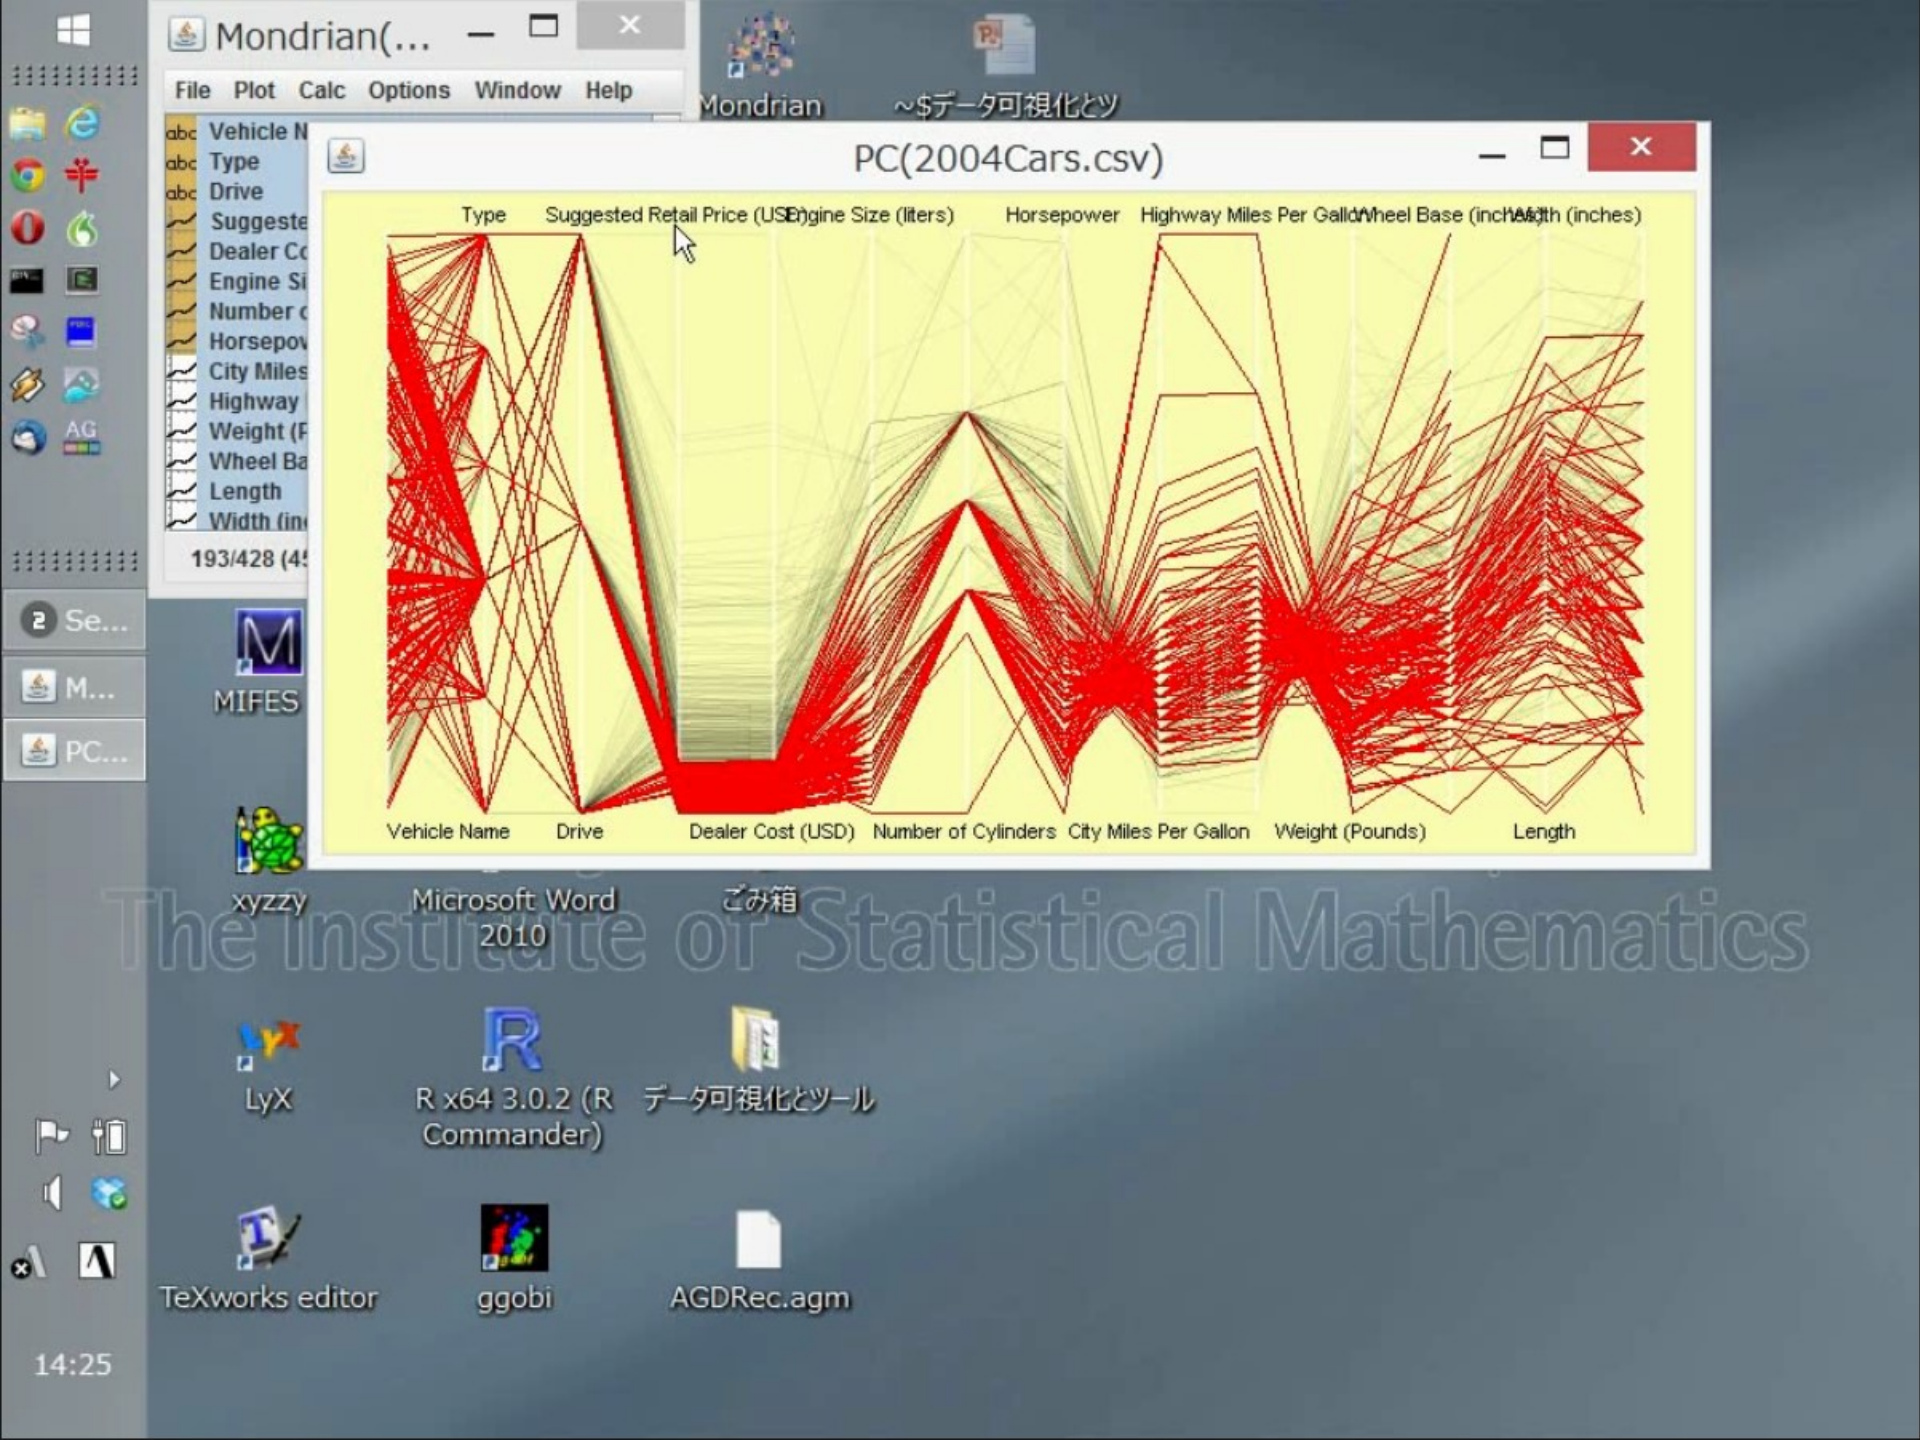 Mondrian(...
File Plot Calc Options Window Help
abc Vehicle N
abc Type
abc Drive
Suggeste
Dealer Co
Engine Si
Number
Horsepov
City Miles
Highway
Weight (F
Wheel Ba
Length
Width (in
193/428 (45
Mondrian
~$データ可視化とツ
PC(2004Cars.csv)
Type
Suggested Retail Price (USD)
Engine Size (liters)
Horsepower
Highway Miles Per Gallon
Wheel Base (inches)
Width (inches)
Vehicle Name
Drive
Dealer Cost (USD)
Number of Cylinders
City Miles Per Gallon
Weight (Pounds)
Length
AG
2 Se...
M...
PC...
MIFES
xyzzy
Microsoft Word
2010
ごみ箱
The Institute of Statistical Mathematics
LyX
R x64 3.0.2 (R
Commander)
データ可視化とツール
TeXworks editor
ggobi
AGDRec.agm
14:25